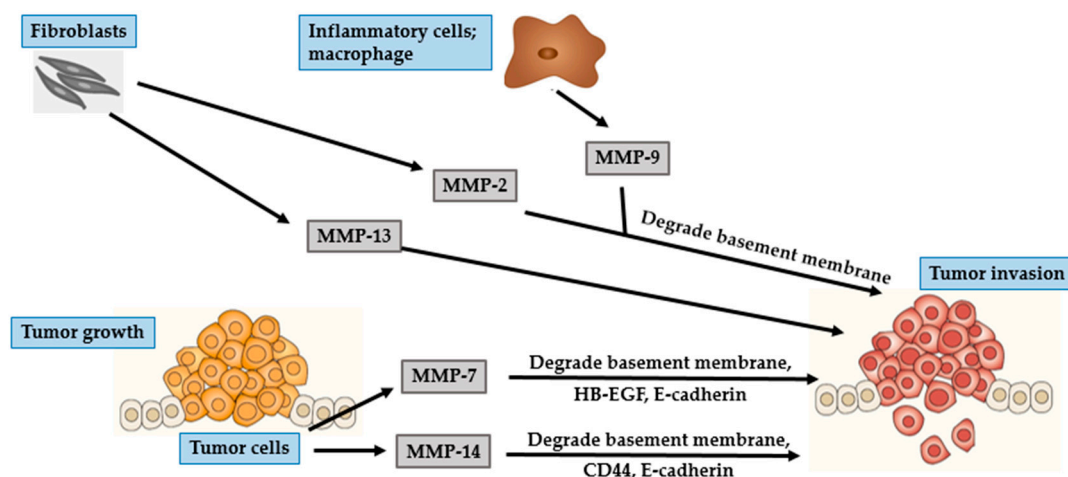 Fibroblasts
Inflammatory cells;
macrophage
MMP-9
MMP-2
MMP-13
Degrade basement membrane
Tumor invasion
Tumor growth
MMP-7
Degrade basement membrane,
HB-EGF, E-cadherin
Tumor cells
MMP-14
Degrade basement membrane,
CD44, E-cadherin